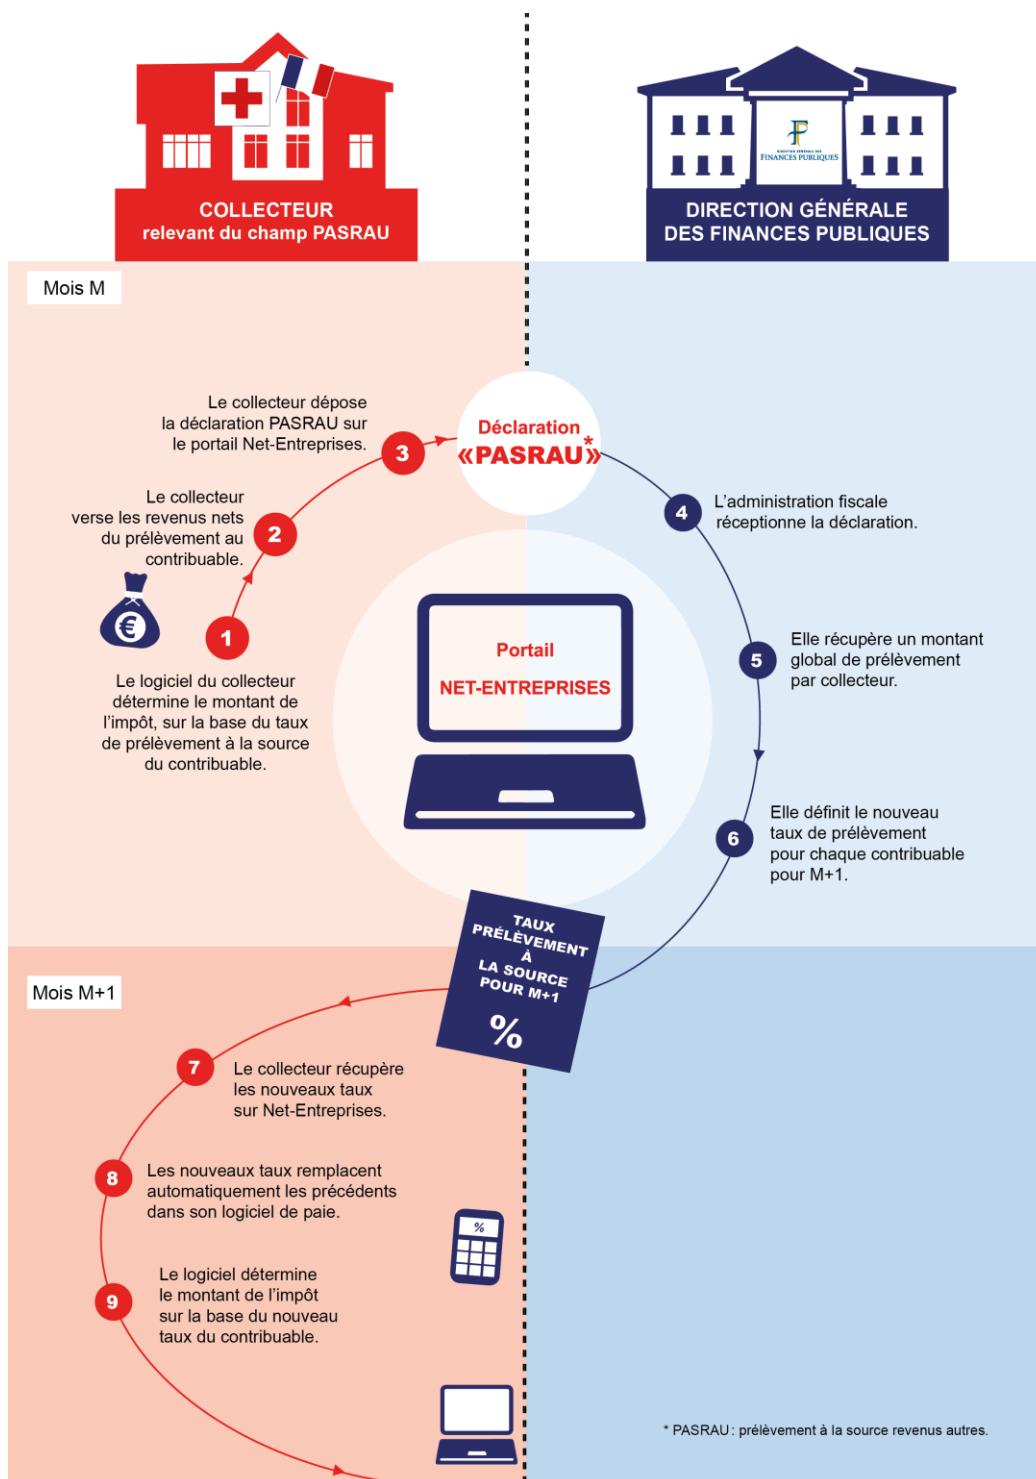 COLLECTEUR
relevant du champ PASRAU
DIRECTION GÉNÉRALE DES
FINANCES PUBLIQUES
DIRECTION GÉNÉRALE
DES FINANCES PUBLIQUES
Mois M
Le collecteur dépose
la déclaration PASRAU sur
le portail Net-Entreprises.
3
Déclaration
«PASRAU»*
Le collecteur
verse les revenus nets
du prélèvement au
contribuable.
2
€
1
Le logiciel du collecteur
détermine le montant de
l’impôt, sur la base du taux
de prélèvement à la source
du contribuable.
Portail
NET-ENTREPRISES
4
L’administration fiscale
réceptionne la déclaration.
5
Elle récupère un montant
global de prélèvement
par collecteur.
6
Elle définit le nouveau
taux de prélèvement
pour chaque contribuable
pour M+1.
TAUX
PRÉLÈVEMENT
À
LA SOURCE
POUR M+1
%
Mois M+1
7
Le collecteur récupère
les nouveaux taux
sur Net-Entreprises.
8
Les nouveaux taux remplacent
automatiquement les précédents
dans son logiciel de paie.
%
9
Le logiciel détermine
le montant de l’impôt
sur la base du nouveau
taux du contribuable.
* PASRAU : prélèvement à la source revenus autres.